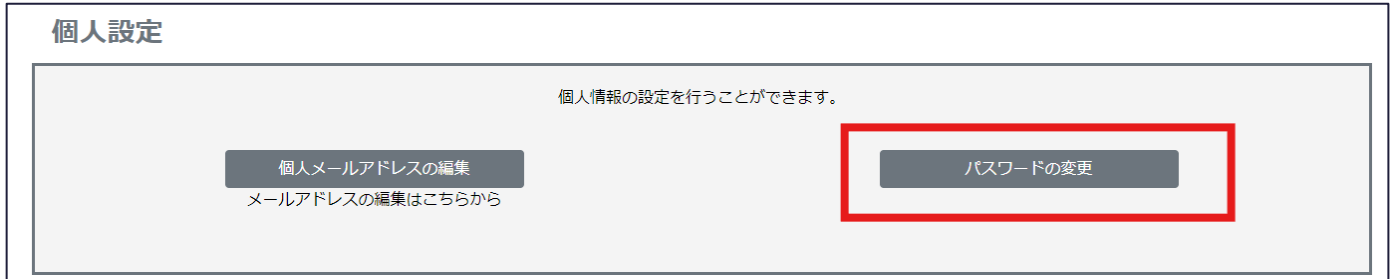 個人設定
個人情報の設定を行うことができます。
個人メールアドレスの編集
パスワードの変更
メールアドレスの編集はこちらから